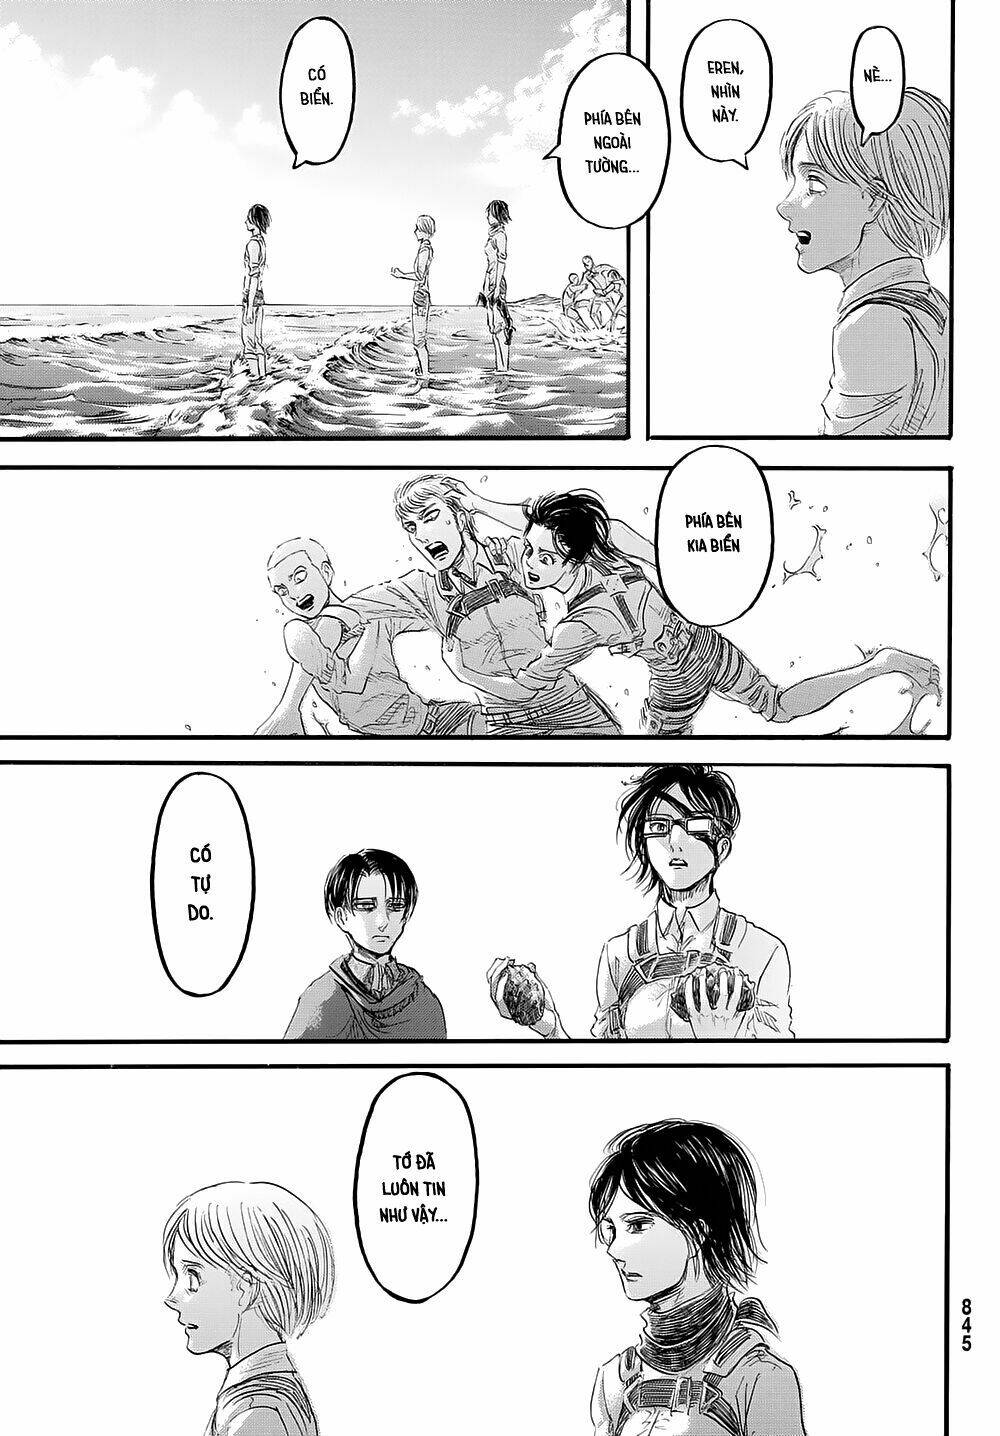 NÈ...
EREN,
NHÌN
NÀY.
PHÍA BÊN
NGOÀI
TƯỜNG...
CÓ
BIỂN.
PHÍA BÊN
KIA BIỂN
CÓ
TỰ
DO.
TỚ ĐÃ
LUÔN TIN
NHƯ VẬY...
845